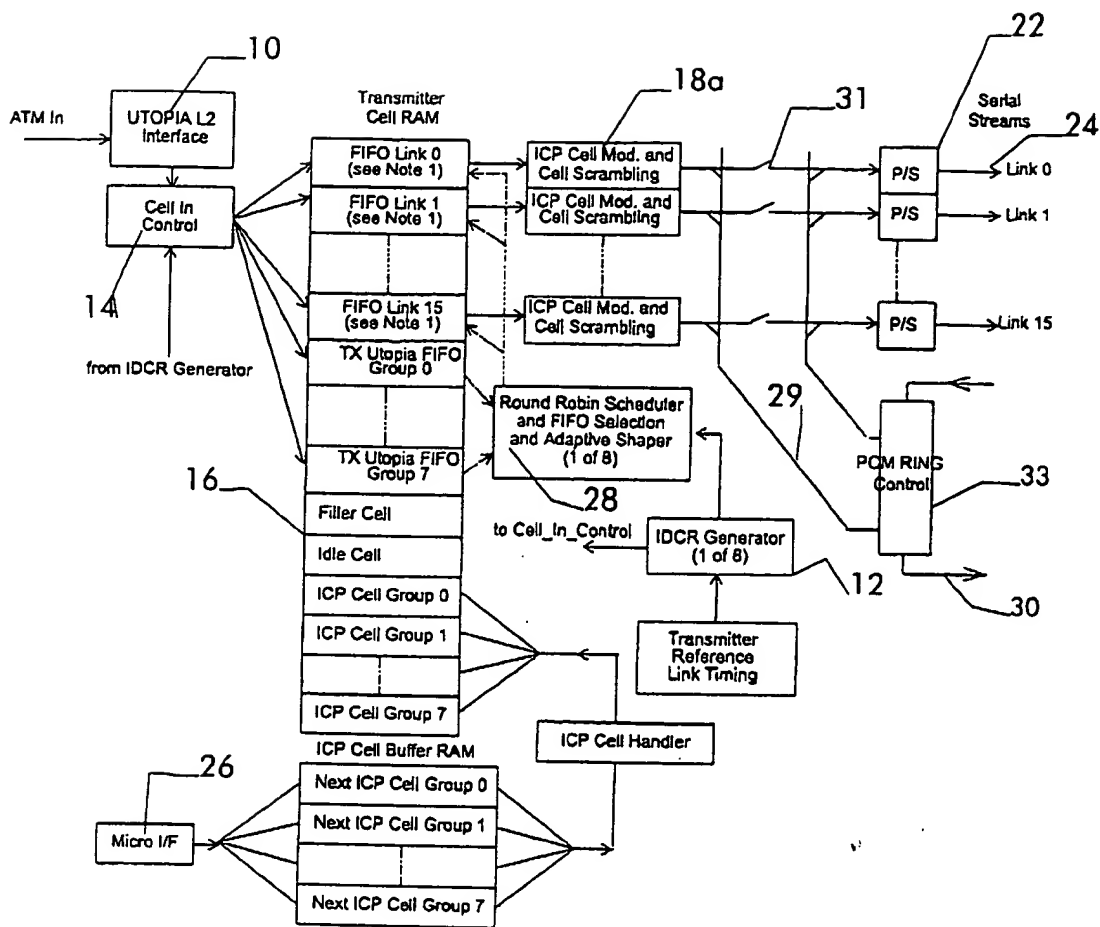 10
22
18a
31
Serial
Streams
24
ATM In
UTOPIA L2
Interface
Transmitter
Cell RAM
FIFO Link 0
(see Note 1)
ICP Cell Mod. and
Cell Scrambling
P/S
Link 0
Cell In
Control
FIFO Link 1
(see Note 1)
ICP Cell Mod. and
Cell Scrambling
P/S
Link 1
14
FIFO Link 15
(see Note 1)
ICP Cell Mod. and
Cell Scrambling
P/S
Link 15
from IDCR Generator
TX Utopia FIFO
Group 0
Round Robin Scheduler
and FIFO Selection
and Adaptive Shaper
(1 of 8)
29
TX Utopia FIFO
Group 7
PCM RING
Control
33
16
28
Filler Cell
to Cell_In_Control
IDCR Generator
(1 of 8)
Idle Cell
12
30
ICP Cell Group 0
ICP Cell Group 1
Transmitter
Reference
Link Timing
ICP Cell Group 7
ICP Cell Handler
ICP Cell Buffer RAM
26
Next ICP Cell Group 0
Micro I/F
Next ICP Cell Group 1
Next ICP Cell Group 7